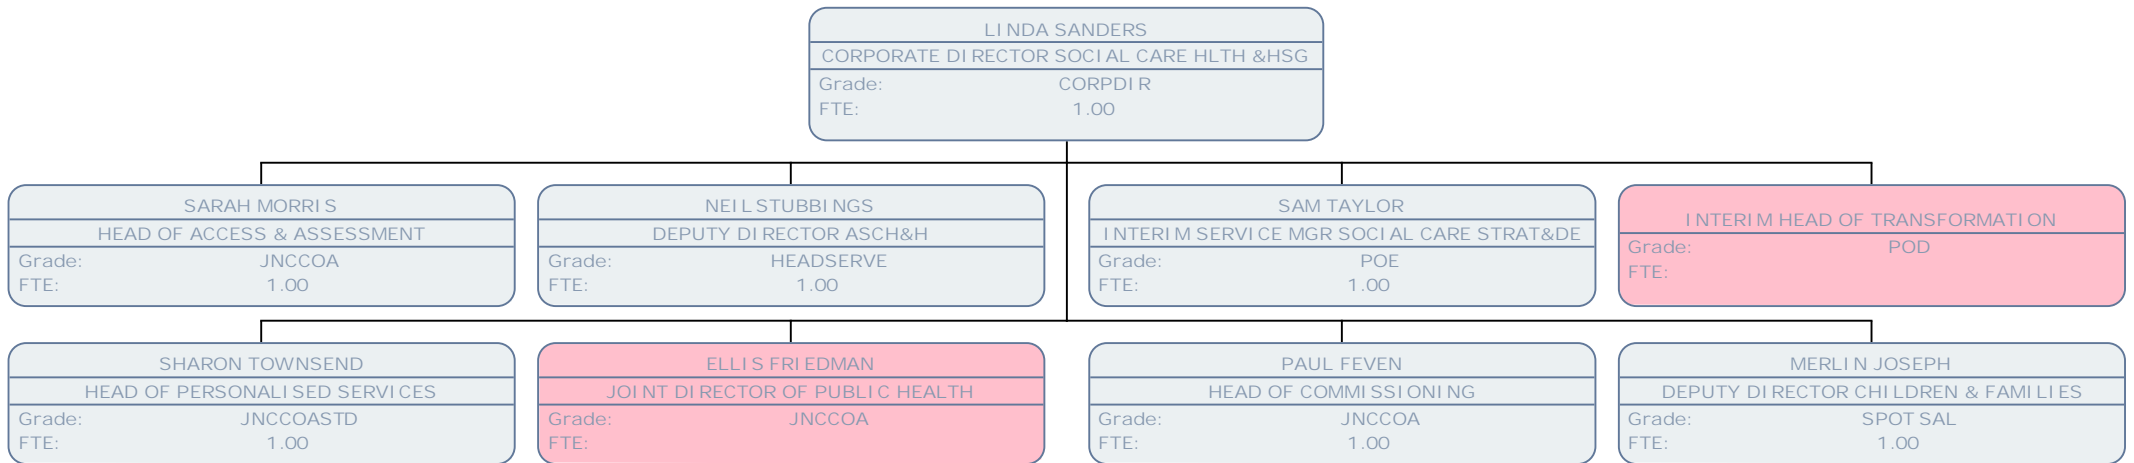 LINDA SANDERS
CORPORATE DIRECTOR SOCIAL CARE HLTH &HSG
Grade: CORPDIR
FTE: 1.00
SARAH MORRIS
HEAD OF ACCESS & ASSESSMENT
Grade: JNCCOA
FTE: 1.00
NEIL STUBBINGS
DEPUTY DIRECTOR ASCH&H
Grade: HEADSERVE
FTE: 1.00
SAM TAYLOR
INTERIM SERVICE MGR SOCIAL CARE STRAT&DE
Grade: POE
FTE: 1.00
INTERIM HEAD OF TRANSFORMATION
Grade: POD
FTE:
SHARON TOWNSEND
HEAD OF PERSONALISED SERVICES
Grade: JNCCOASTD
FTE: 1.00
ELLIS FRIEDMAN
JOINT DIRECTOR OF PUBLIC HEALTH
Grade: JNCCOA
FTE:
PAUL FEVEN
HEAD OF COMMISSIONING
Grade: JNCCOA
FTE: 1.00
MERLIN JOSEPH
DEPUTY DIRECTOR CHILDREN & FAMILIES
Grade: SPOT SAL
FTE: 1.00